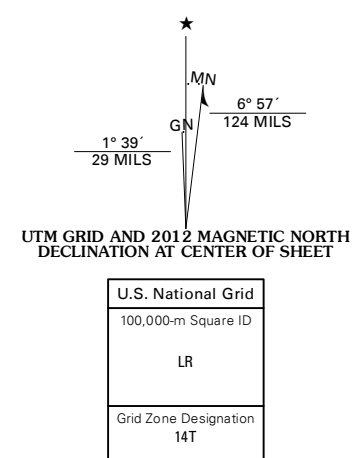 MN
GN
6° 57´
124 MILS
1° 39´
29 MILS
UTM GRID AND 2012 MAGNETIC NORTH
DECLINATION AT CENTER OF SHEET
U.S. National Grid
100,000-m Square ID
LR
Grid Zone Designation
14T